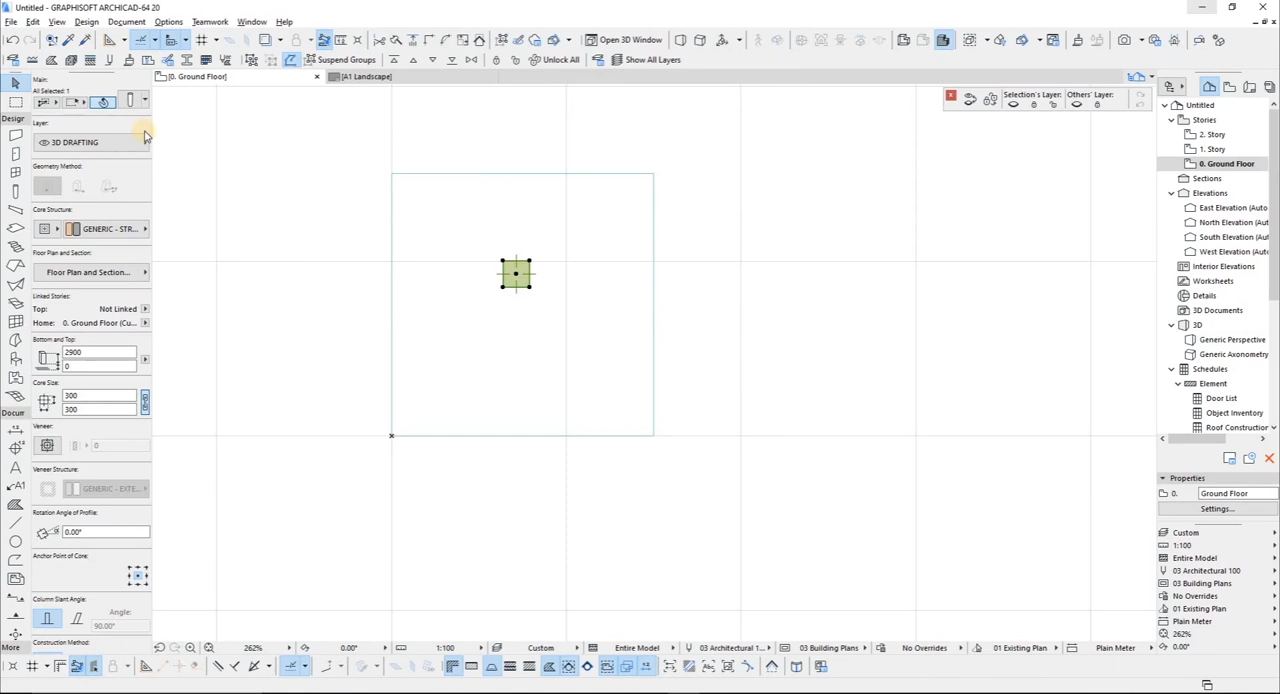 Untitled - GRAPHISOFT ARCHICAD-64 20
File Edit View Design Document Options Teamwork Window Help
Open 3D Window
Suspend Groups
Unlock All
Show All Layers
[0. Ground Floor]
[A1 Landscape]
Main:
All Selected: 1
Design
Layer:
3D DRAFTING
Geometry Method:
Core Structure:
GENERIC - STR...
Floor Plan and Section:
Floor Plan and Section...
Linked Stories:
Top: Not Linked
Home: 0. Ground Floor (Cu...
Bottom and Top:
2900
0
Core Size:
300
300
Docum
Veneer:
0
Veneer Structure:
GENERIC - EXTE...
Rotation Angle of Profile:
0.00°
Anchor Point of Core:
Column Slant Angle:
Angle:
90.00°
Construction Method:
More
Selection's Layer:
Others' Layer:
Untitled
Stories
2. Story
1. Story
0. Ground Floor
Sections
Elevations
East Elevation (Auto
North Elevation (Aut
South Elevation (Aut
West Elevation (Auto
Interior Elevations
Worksheets
Details
3D Documents
3D
Generic Perspective
Generic Axonometry
Schedules
Element
Door List
Object Inventory
Roof Construction
Properties
0. Ground Floor
Settings...
Custom
1:100
Entire Model
03 Architectural 100
03 Building Plans
No Overrides
01 Existing Plan
Plain Meter
262%
0.00°
262% 0.00° 1:100 Custom Entire Model 03 Architectural 1... 03 Building Plans No Overrides 01 Existing Plan Plain Meter